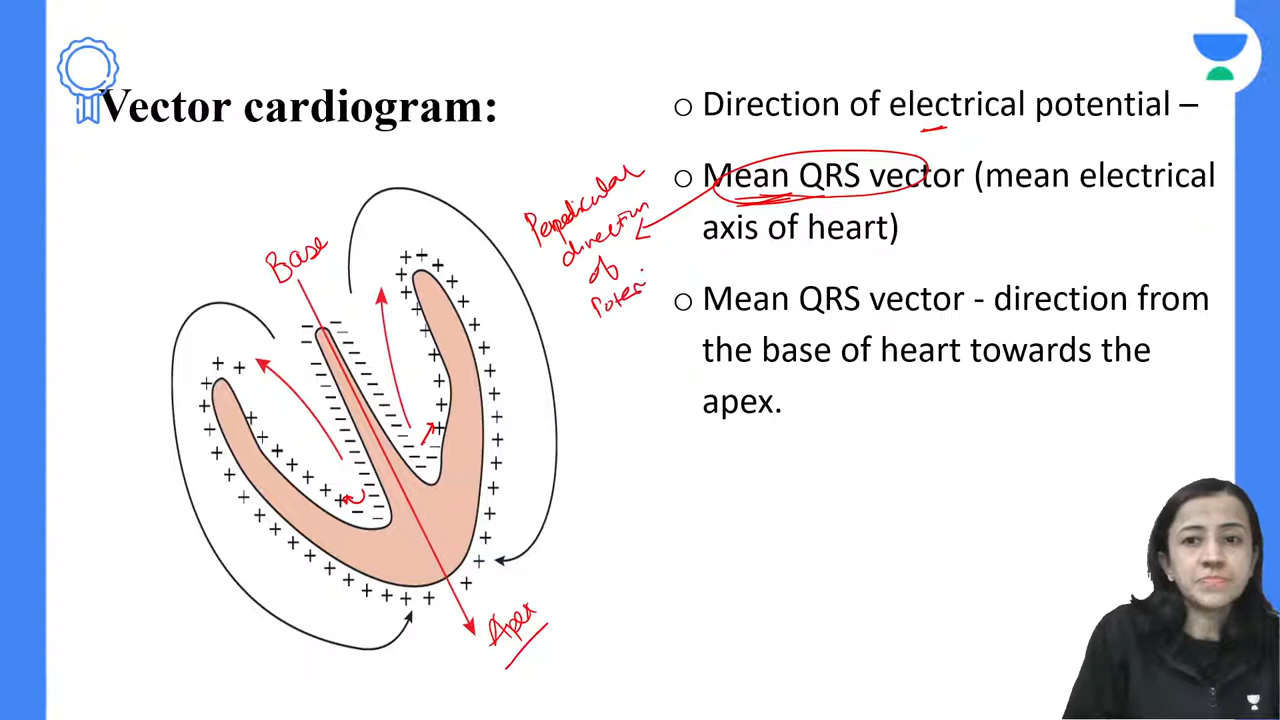 Vector cardiogram:
o Direction of electrical potential –
o Mean QRS vector (mean electrical
axis of heart)
o Mean QRS vector - direction from
the base of heart towards the
apex.
Perpedicular
direction
of
Poten
Base
Apex